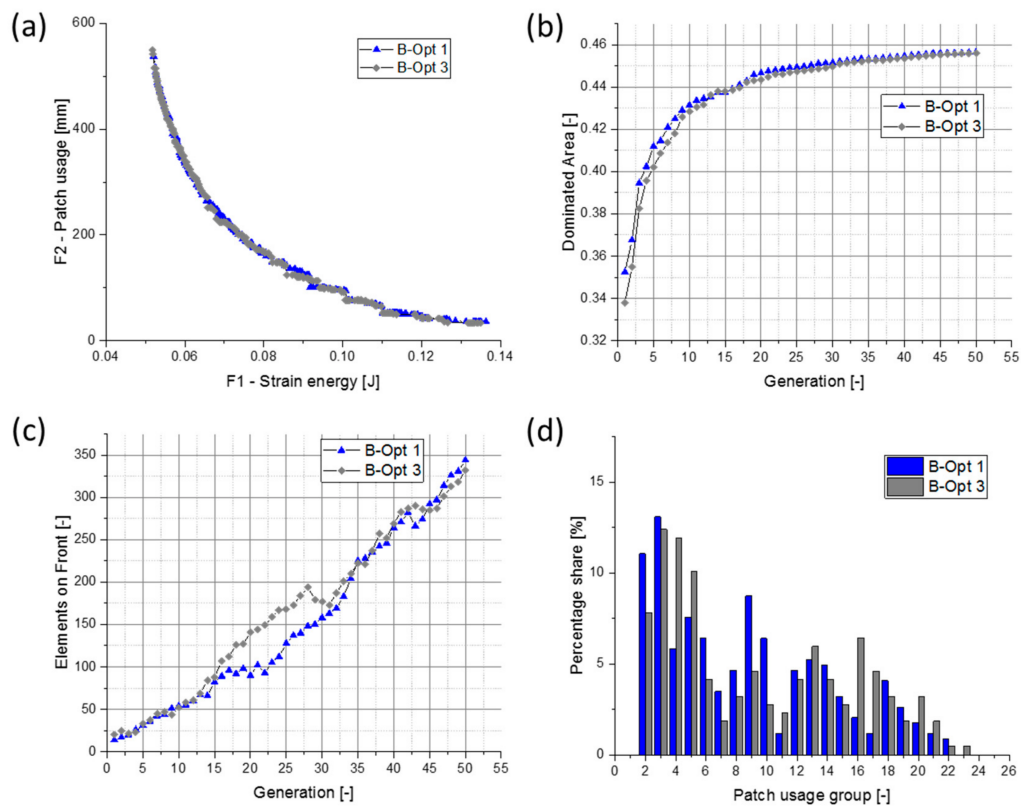 (a)
600
400
200
0
F2 - Patch usage [mm]
B-Opt 1
B-Opt 3
0.04 0.06 0.08 0.10 0.12 0.14
F1 - Strain energy [J]
(b)
0.46
0.44
0.42
0.40
0.38
0.36
0.34
0.32
Dominated Area [-]
B-Opt 1
B-Opt 3
0 5 10 15 20 25 30 35 40 45 50 55
Generation [-]
(c)
350
300
250
200
150
100
50
0
Elements on Front [-]
B-Opt 1
B-Opt 3
0 5 10 15 20 25 30 35 40 45 50 55
Generation [-]
(d)
15
10
5
0
Percentage share [%]
B-Opt 1
B-Opt 3
2 4 6 8 10 12 14 16 18 20 22 24 26
Patch usage group [-]